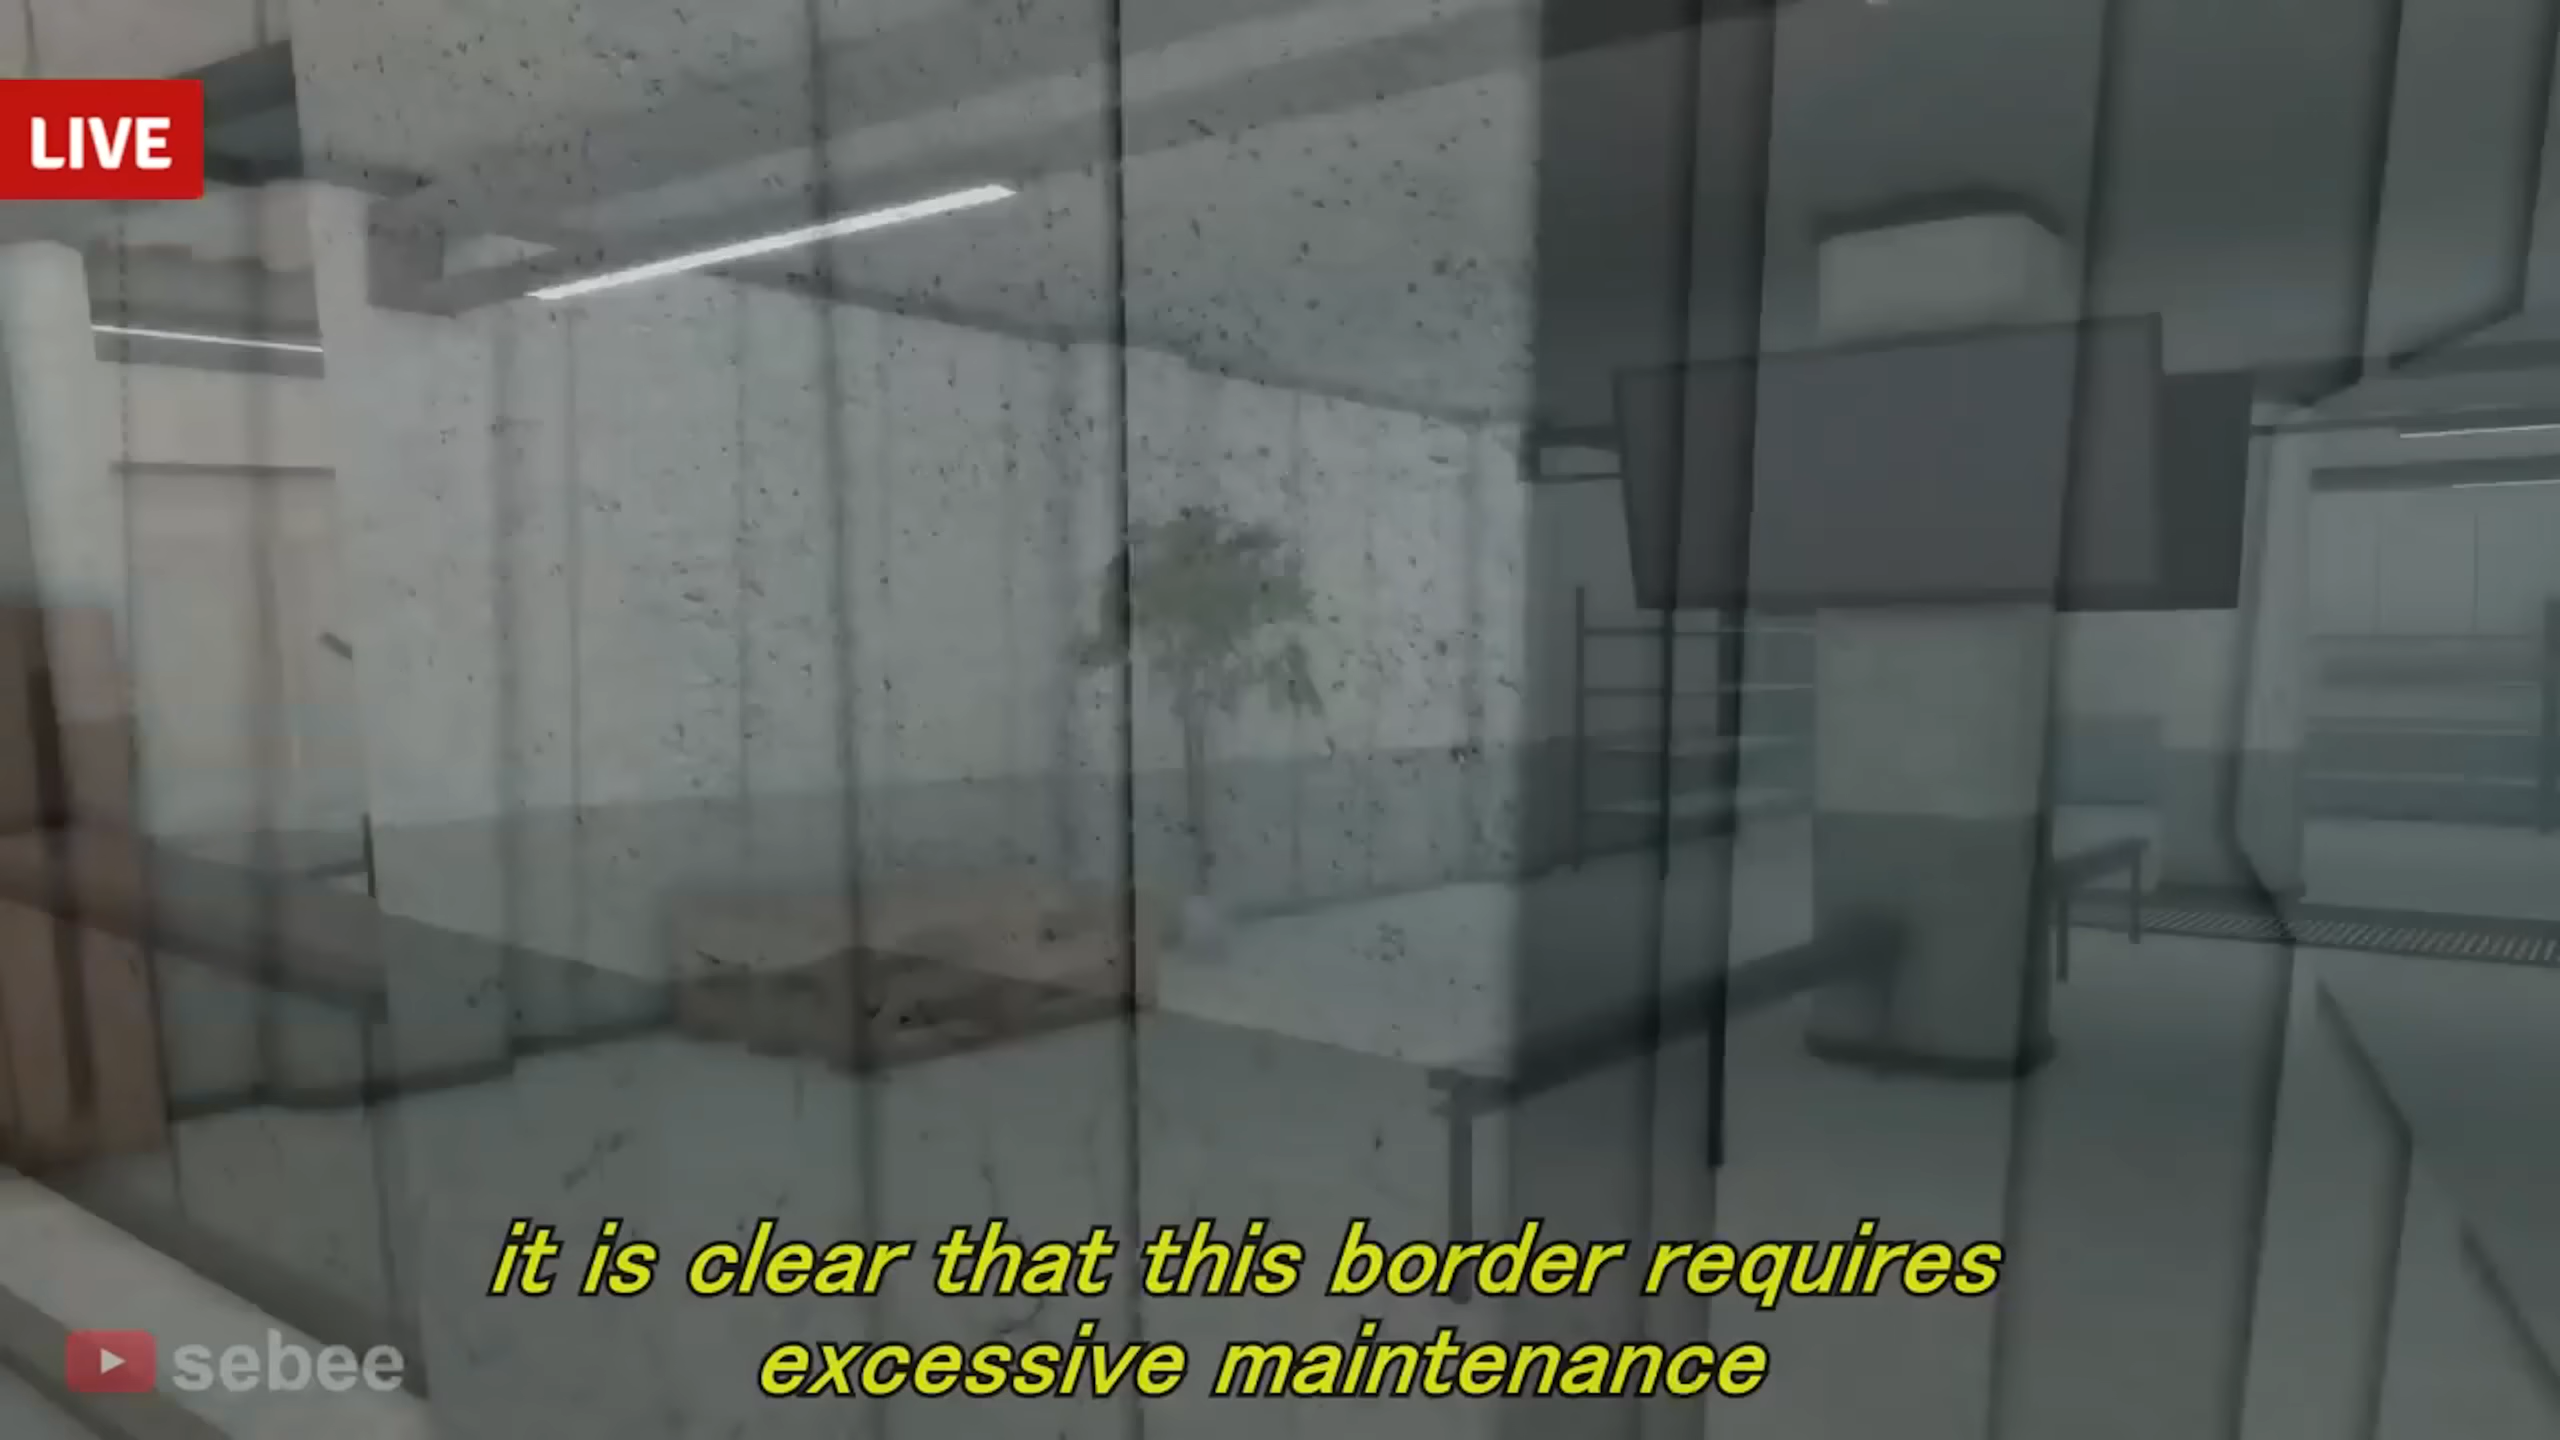 LIVE
it is clear that this border requires
excessive maintenance
sebee